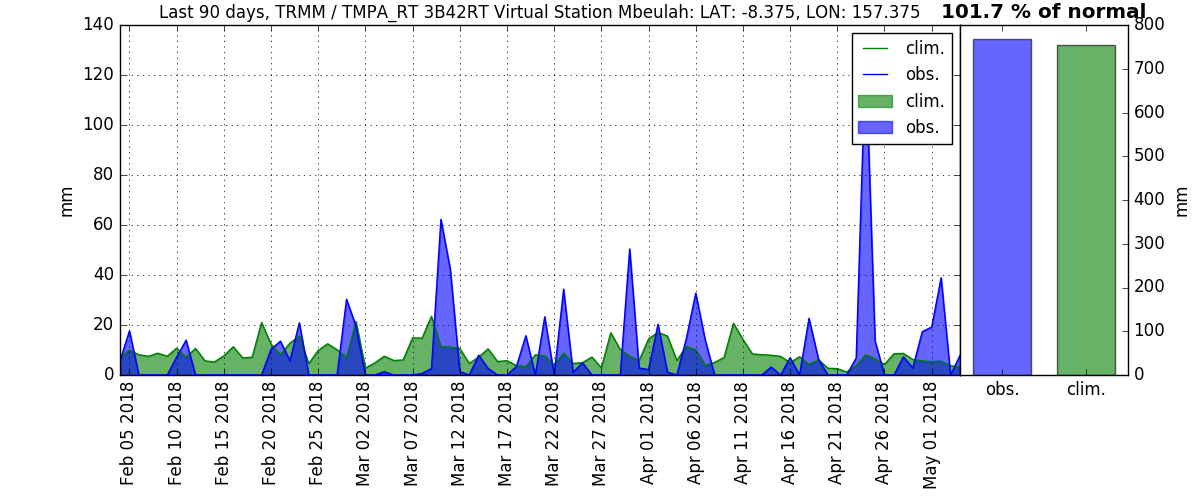 Last 90 days, TRMM / TMPA_RT 3B42RT Virtual Station Mbeulah: LAT: -8.375, LON: 157.375
101.7 % of normal
140
120
100
80
60
40
20
0
mm
clim.
obs.
clim.
obs.
800
700
600
500
400
300
200
100
0
mm
obs.
clim.
Feb 05 2018
Feb 10 2018
Feb 15 2018
Feb 20 2018
Feb 25 2018
Mar 02 2018
Mar 07 2018
Mar 12 2018
Mar 17 2018
Mar 22 2018
Mar 27 2018
Apr 01 2018
Apr 06 2018
Apr 11 2018
Apr 16 2018
Apr 21 2018
Apr 26 2018
May 01 2018